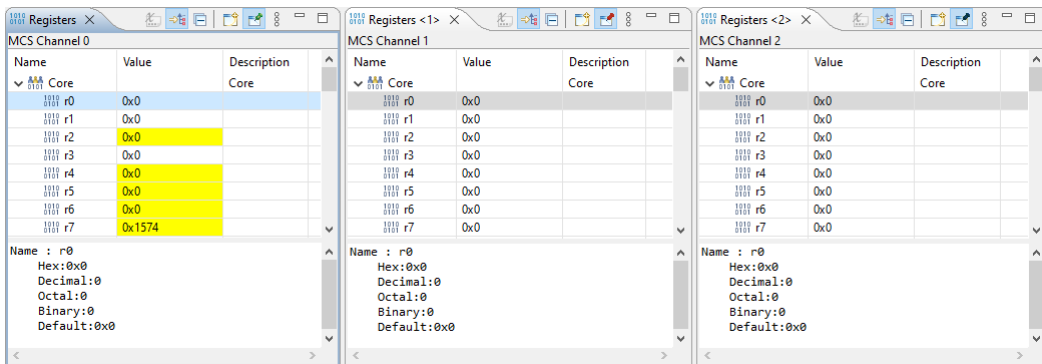 Registers
MCS Channel 0
Name Value Description
Core Core
r0 0x0
r1 0x0
r2 0x0
r3 0x0
r4 0x0
r5 0x0
r6 0x0
r7 0x1574
Name : r0
Hex:0x0
Decimal:0
Octal:0
Binary:0
Default:0x0
Registers <1>
MCS Channel 1
Name Value Description
Core Core
r0 0x0
r1 0x0
r2 0x0
r3 0x0
r4 0x0
r5 0x0
r6 0x0
r7 0x0
Name : r0
Hex:0x0
Decimal:0
Octal:0
Binary:0
Default:0x0
Registers <2>
MCS Channel 2
Name Value Description
Core Core
r0 0x0
r1 0x0
r2 0x0
r3 0x0
r4 0x0
r5 0x0
r6 0x0
r7 0x0
Name : r0
Hex:0x0
Decimal:0
Octal:0
Binary:0
Default:0x0